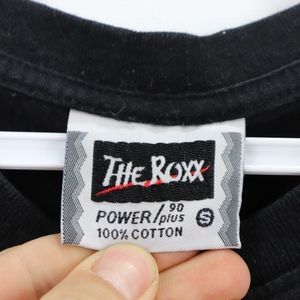 THE ROXX
POWER/90 plus S
100% COTTON